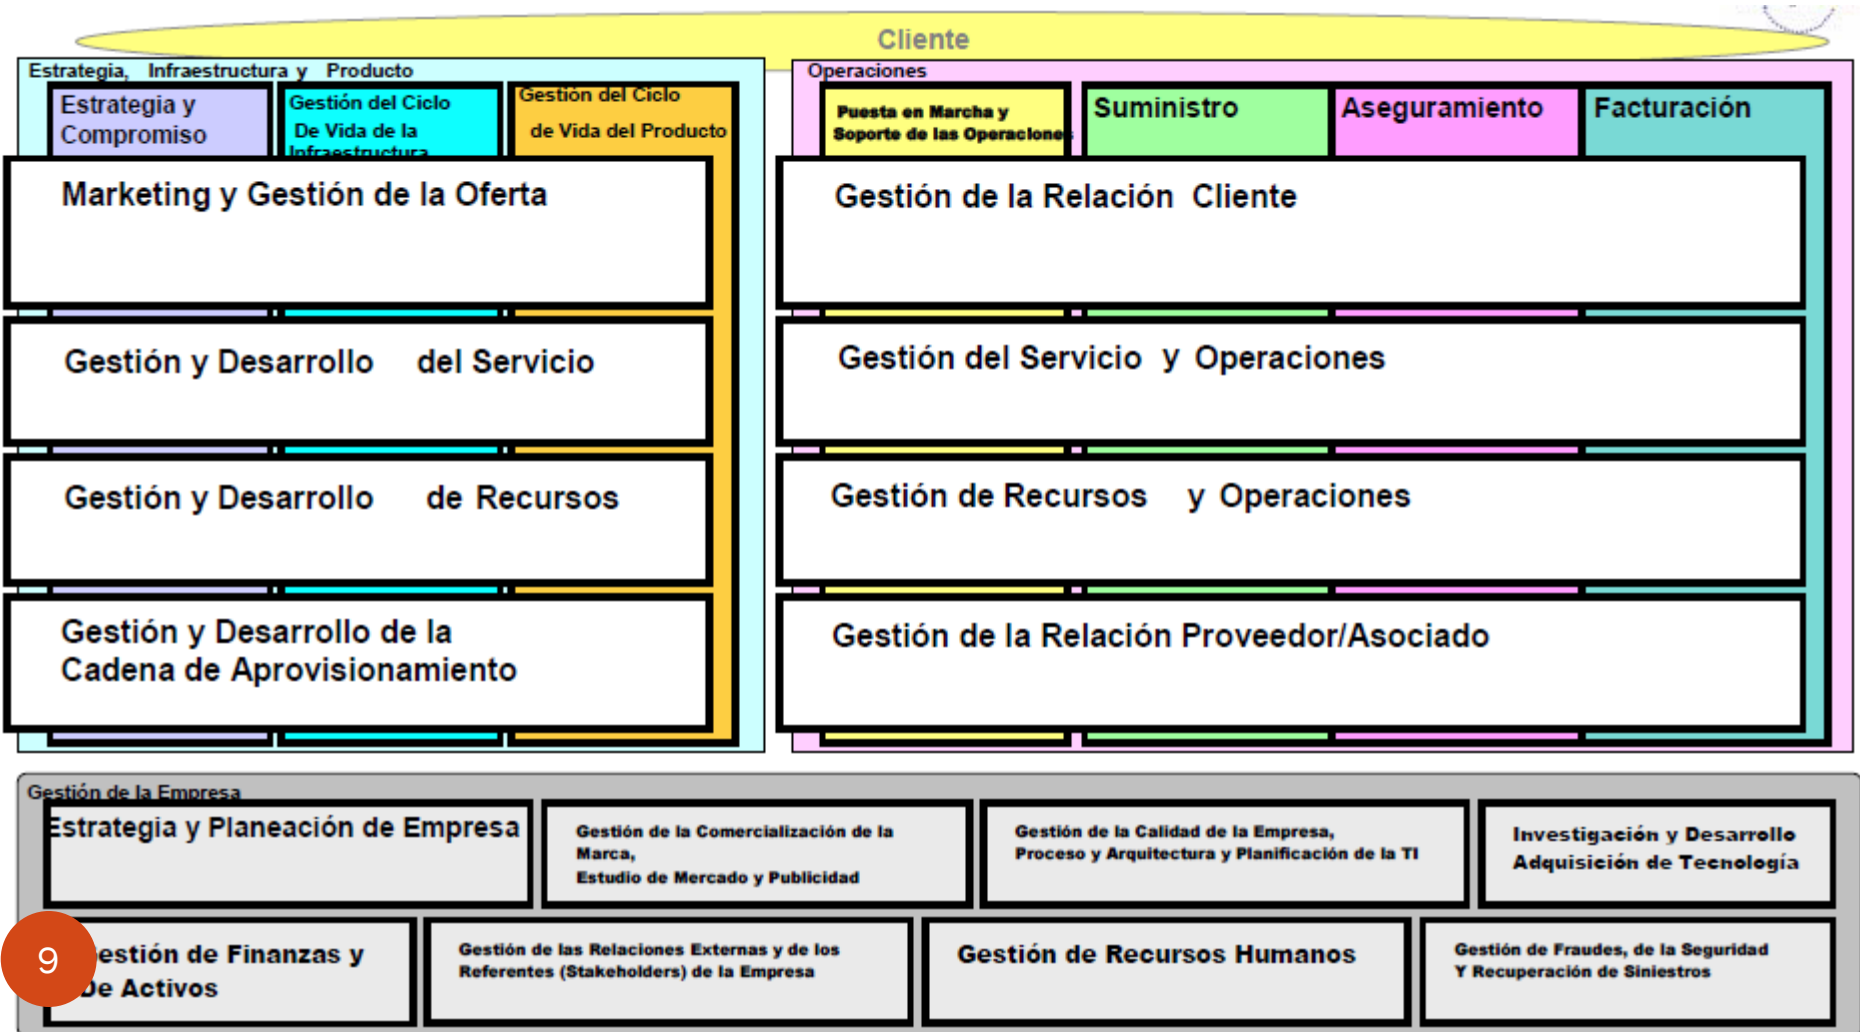 Cliente
Estrategia, Infraestructura y Producto
Estrategia y
Compromiso
Gestión del Ciclo
De Vida de la
Infraestructura
Gestión del Ciclo
de Vida del Producto
Marketing y Gestión de la Oferta
Gestión y Desarrollo del Servicio
Gestión y Desarrollo de Recursos
Gestión y Desarrollo de la
Cadena de Aprovisionamiento
Operaciones
Puesta en Marcha y
Soporte de las Operaciones
Suministro
Aseguramiento
Facturación
Gestión de la Relación Cliente
Gestión del Servicio y Operaciones
Gestión de Recursos y Operaciones
Gestión de la Relación Proveedor/Asociado
Gestión de la Empresa
Estrategia y Planeación de Empresa
Gestión de la Comercialización de la
Marca,
Estudio de Mercado y Publicidad
Gestión de la Calidad de la Empresa,
Proceso y Arquitectura y Planificación de la TI
Investigación y Desarrollo
Adquisición de Tecnología
Gestión de Finanzas y
De Activos
Gestión de las Relaciones Externas y de los
Referentes (Stakeholders) de la Empresa
Gestión de Recursos Humanos
Gestión de Fraudes, de la Seguridad
Y Recuperación de Siniestros
9